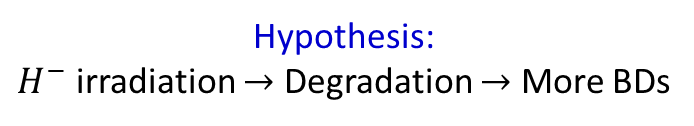 Hypothesis:
H⁻ irradiation → Degradation → More BDs